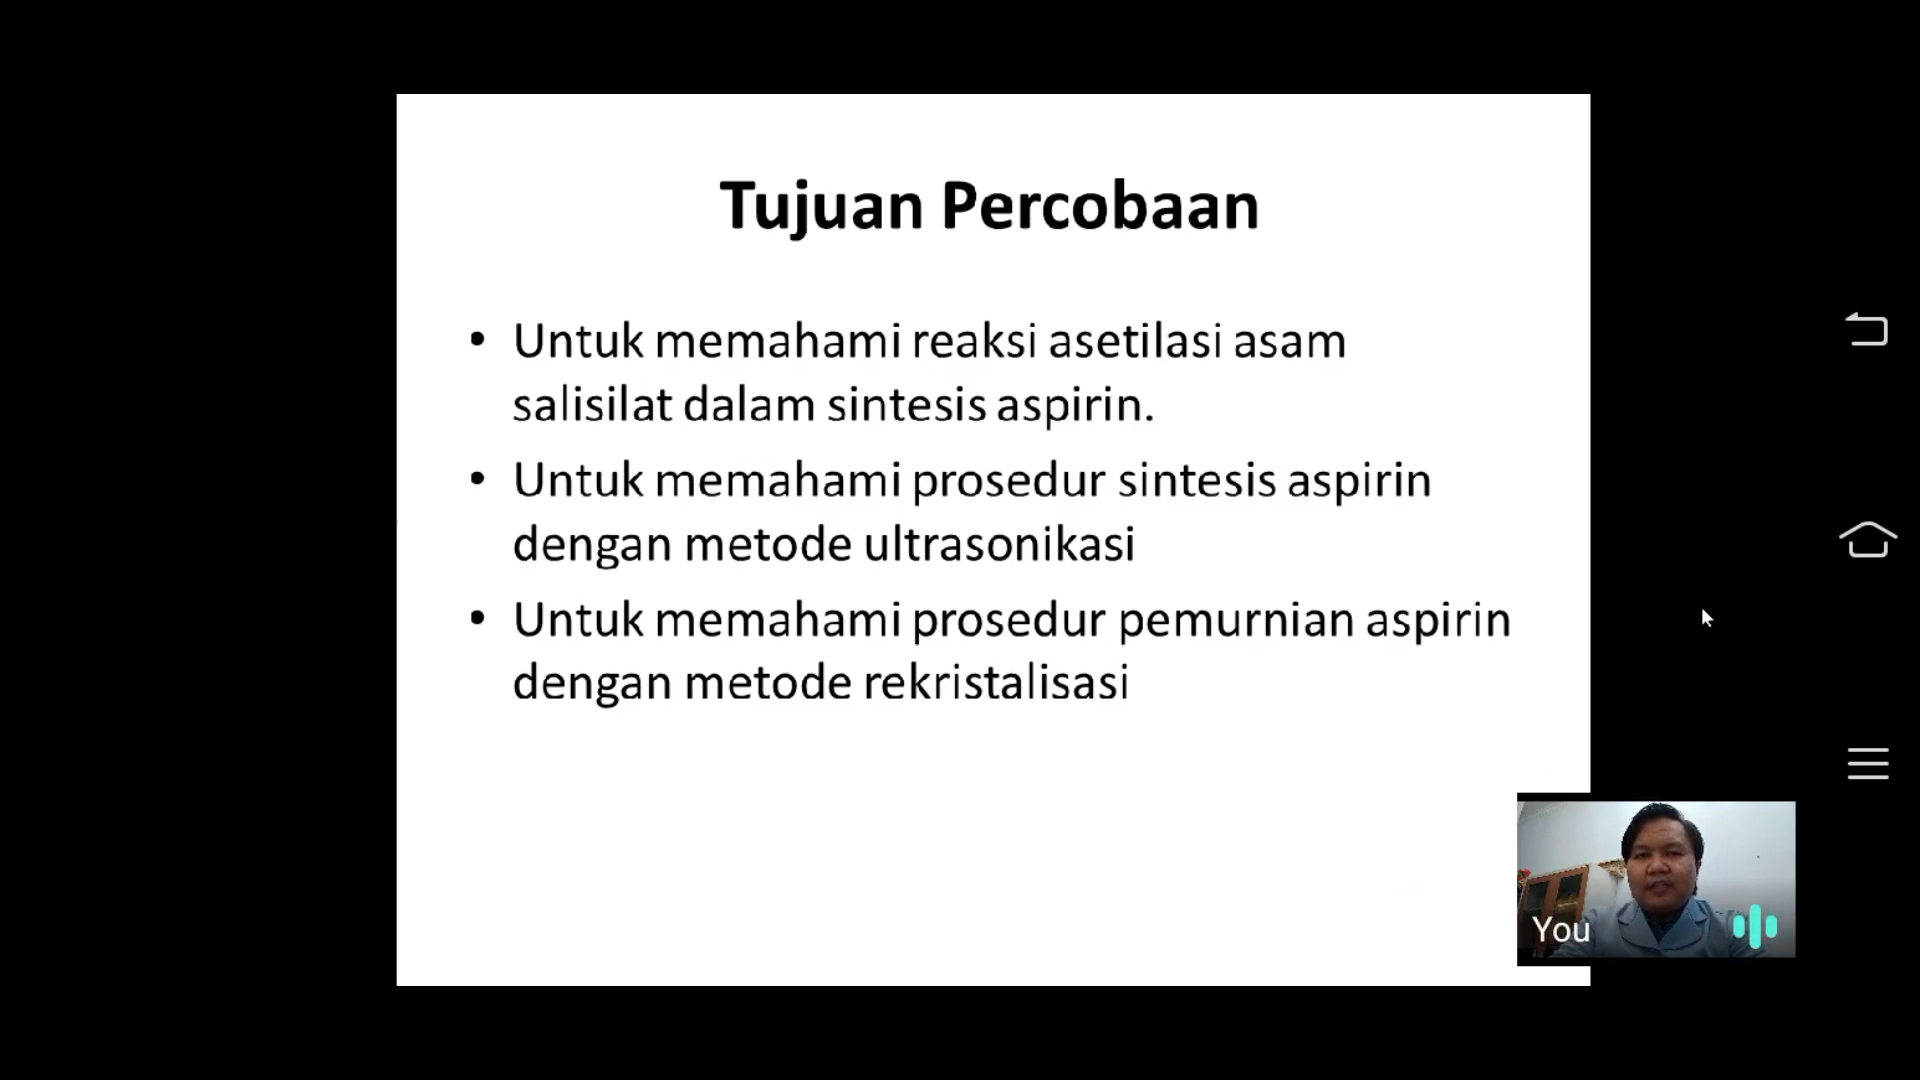 Tujuan Percobaan
• Untuk memahami reaksi asetilasi asam
salisilat dalam sintesis aspirin.
• Untuk memahami prosedur sintesis aspirin
dengan metode ultrasonikasi
• Untuk memahami prosedur pemurnian aspirin
dengan metode rekristalisasi
You